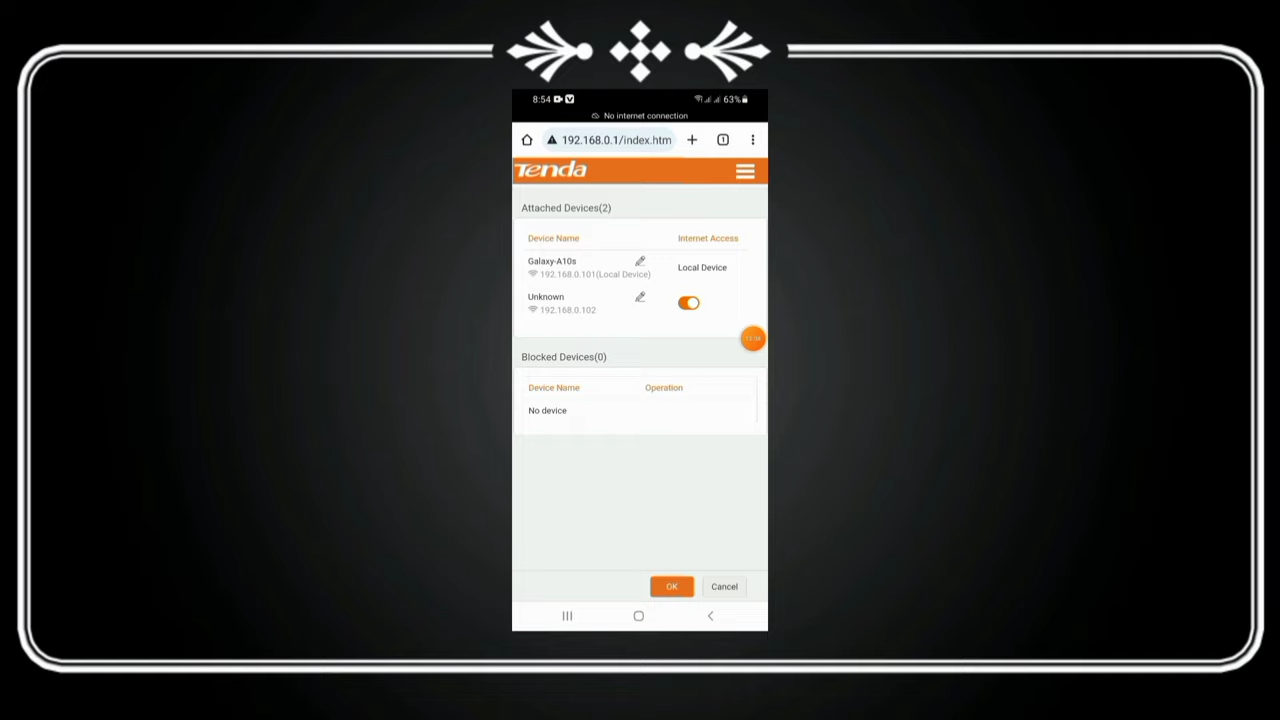 8:54 63%
No internet connection
192.168.0.1/index.htm 1
Tenda
Attached Devices(2)
Device Name Internet Access
Galaxy-A10s
192.168.0.101(Local Device) Local Device
Unknown
192.168.0.102
Blocked Devices(0)
Device Name Operation
No device
OK Cancel